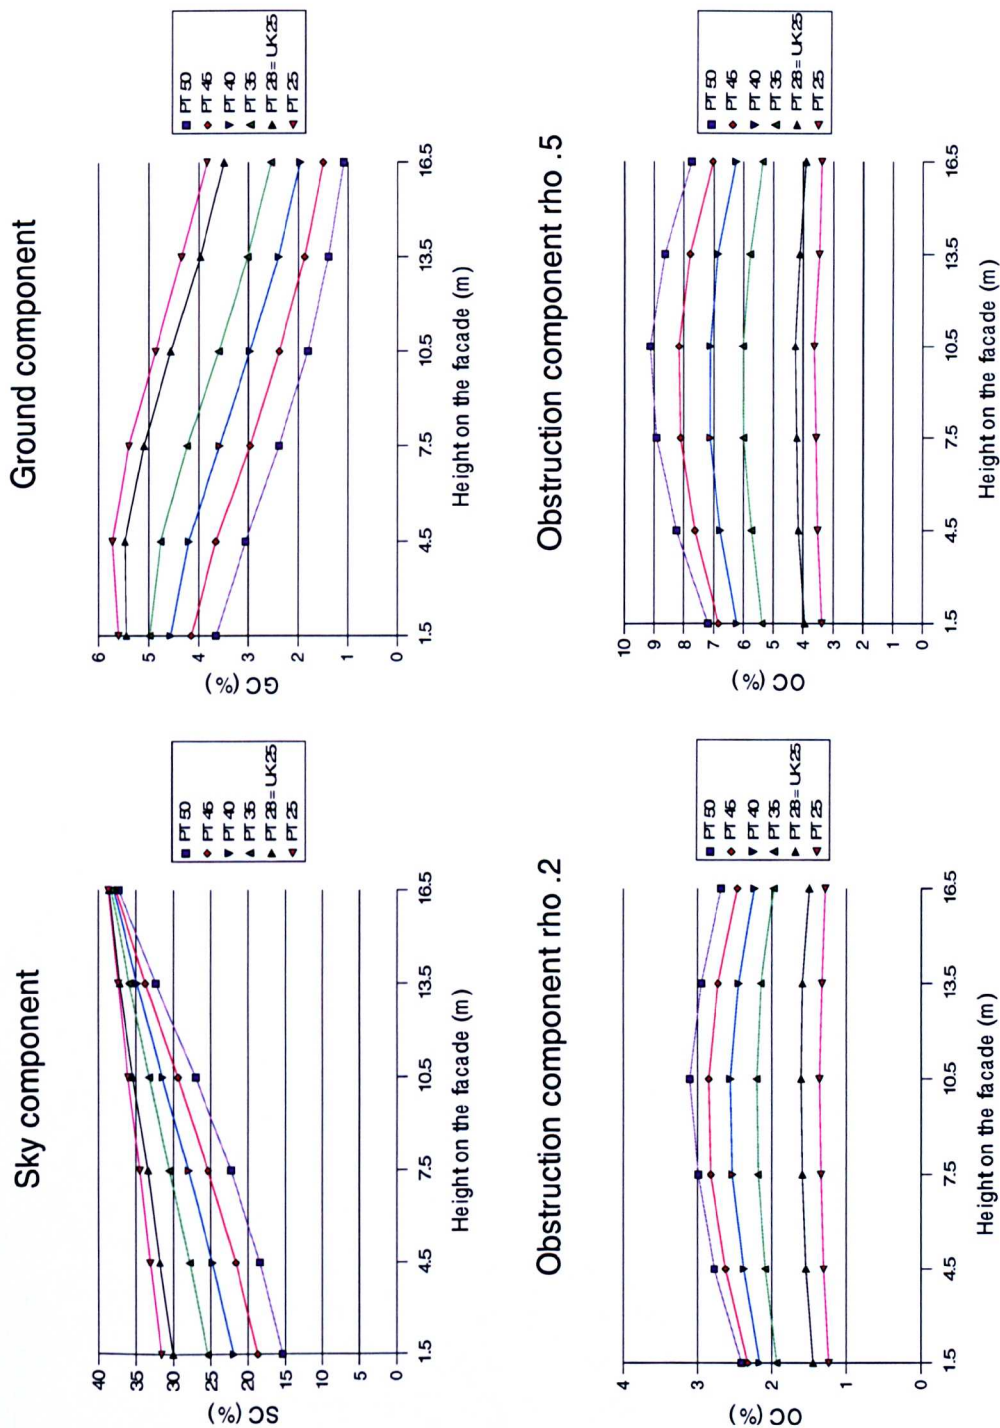 Sky component
SC (%)
40
35
30
25
20
15
10
5
0
1.5
4.5
7.5
10.5
13.5
16.5
Height on the facade (m)
PT 50
PT 45
PT 40
PT 35
PT 28 = UK 25
PT 25
Ground component
GC (%)
6
5
4
3
2
1
0
1.5
4.5
7.5
10.5
13.5
16.5
Height on the facade (m)
PT 50
PT 45
PT 40
PT 35
PT 28 = UK 25
PT 25
Obstruction component rho .2
OC (%)
4
3
2
1
0
1.5
4.5
7.5
10.5
13.5
16.5
Height on the facade (m)
PT 50
PT 45
PT 40
PT 35
PT 28 = UK 25
PT 25
Obstruction component rho .5
OC (%)
10
9
8
7
6
5
4
3
2
1
0
1.5
4.5
7.5
10.5
13.5
16.5
Height on the facade (m)
PT 50
PT 45
PT 40
PT 35
PT 28 = UK 25
PT 25